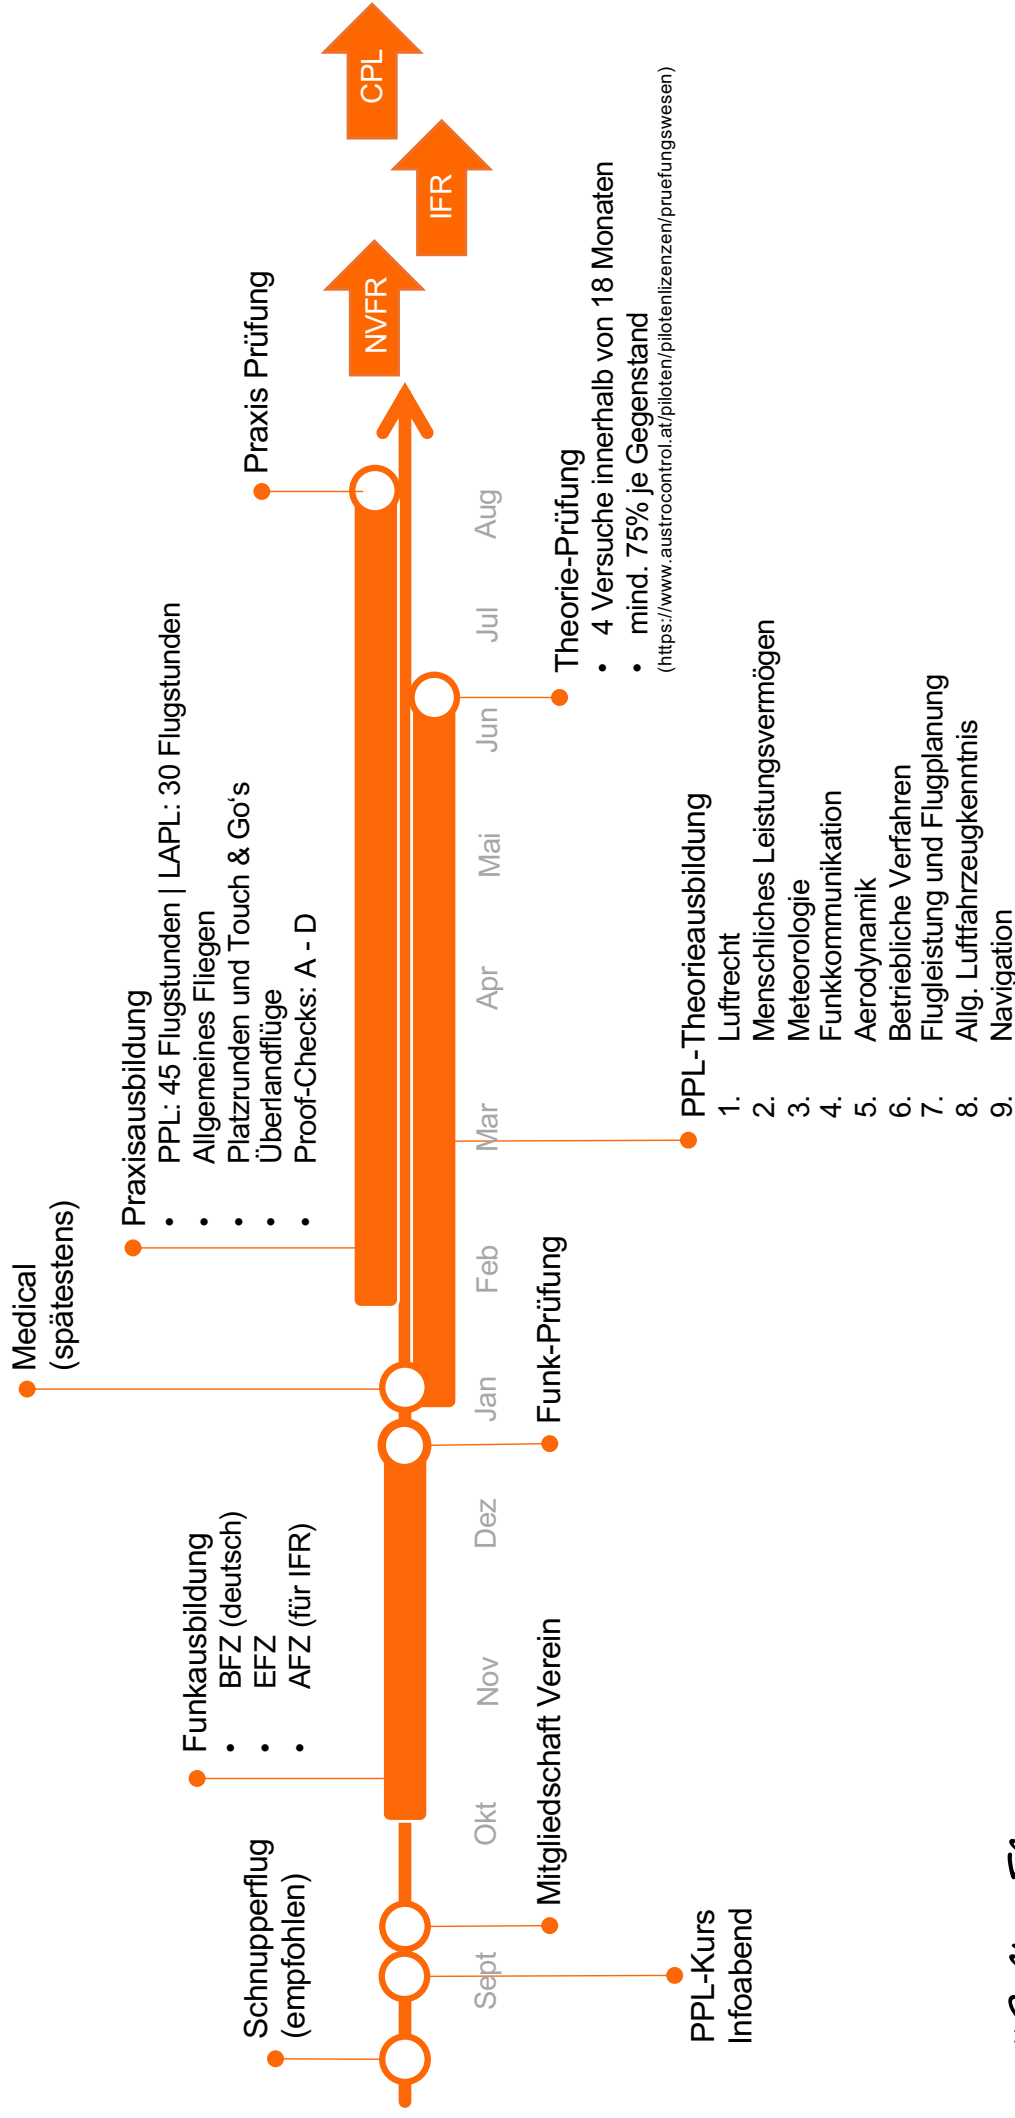 Medical
(spätestens)
Praxisausbildung
• PPL: 45 Flugstunden | LAPL: 30 Flugstunden
• Allgemeines Fliegen
• Platzrunden und Touch & Go‘s
• Überlandflüge
• Proof-Checks: A - D
Funkausbildung
• BFZ (deutsch)
• EFZ
• AFZ (für IFR)
Schnupperflug
(empfohlen)
Praxis Prüfung
NVFR
IFR
CPL
Sept
Okt
Nov
Dez
Jan
Feb
Mar
Apr
Mai
Jun
Jul
Aug
Mitgliedschaft Verein
Funk-Prüfung
Theorie-Prüfung
• 4 Versuche innerhalb von 18 Monaten
• mind. 75% je Gegenstand
(https://www.austrocontrol.at/piloten/pilotenlizenzen/pruefungswesen)
PPL-Kurs
Infoabend
PPL-Theorieausbildung
1. Luftrecht
2. Menschliches Leistungsvermögen
3. Meteorologie
4. Funkkommunikation
5. Aerodynamik
6. Betriebliche Verfahren
7. Flugleistung und Flugplanung
8. Allg. Luftfahrzeugkenntnis
9. Navigation